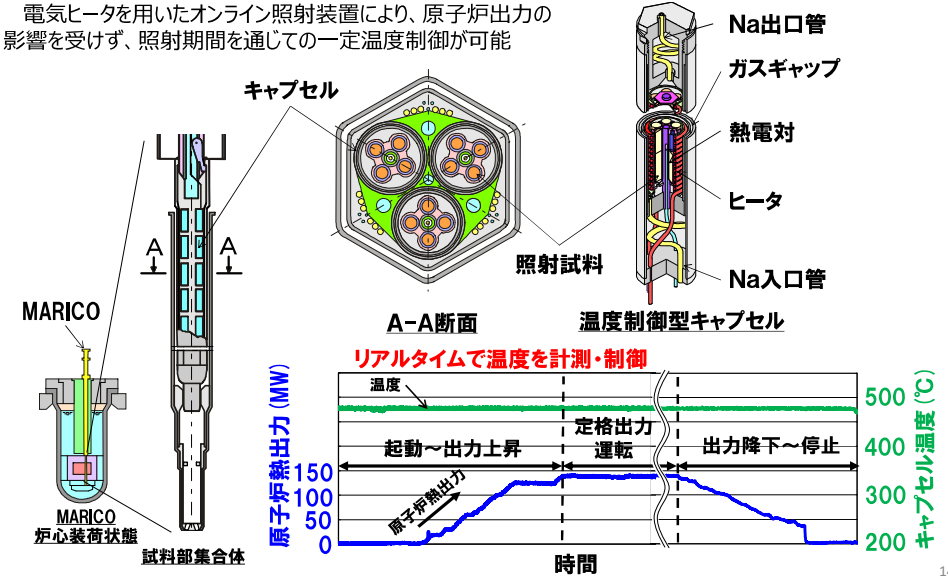 電気ヒータを用いたオンライン照射装置により、原子炉出力の
影響を受けず、照射期間を通じての一定温度制御が可能
キャプセル
Na出口管
ガスギャップ
熱電対
ヒータ
Na入口管
照射試料
A
A
MARICO
A-A断面
温度制御型キャプセル
MARICO
炉心装荷状態
試料部集合体
リアルタイムで温度を計測・制御
温度
起動～出力上昇
定格出力
運転
出力降下～停止
原子炉熱出力
原子炉熱出力 (MW)
150
100
50
0
500
400
300
200
キャプセル温度 (℃)
時間